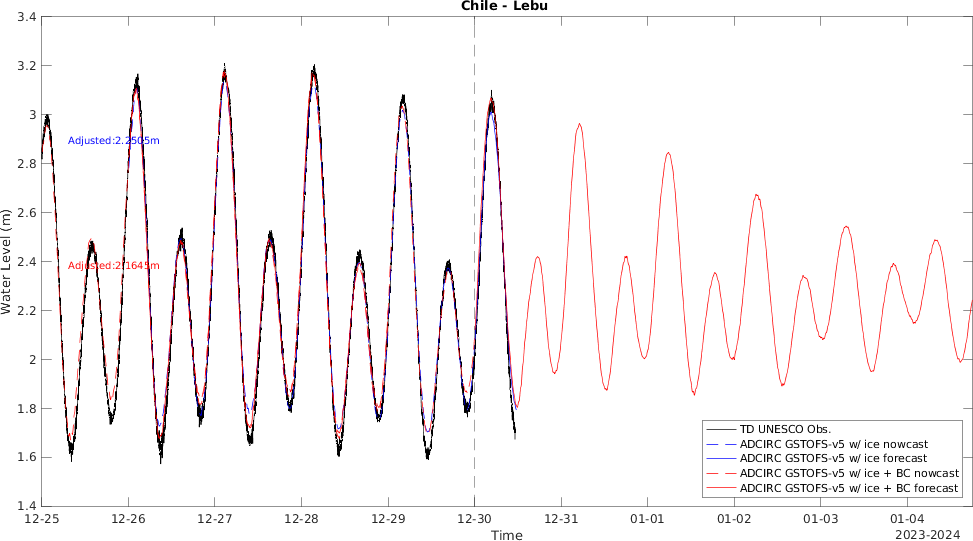 Chile - Lebu
3.4
3.2
3
2.8
2.6
2.4
2.2
2
1.8
1.6
1.4
Water Level (m)
Adjusted:2.2505m
Adjusted:2.1645m
TD UNESCO Obs.
ADCIRC GSTOFS-v5 w/ ice nowcast
ADCIRC GSTOFS-v5 w/ ice forecast
ADCIRC GSTOFS-v5 w/ ice + BC nowcast
ADCIRC GSTOFS-v5 w/ ice + BC forecast
12-25 12-26 12-27 12-28 12-29 12-30 12-31 01-01 01-02 01-03 01-04
Time
2023-2024